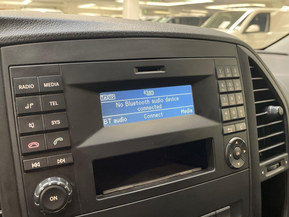 RADIO MEDIA
TEL
SYS
ON
No Bluetooth audio device
connected
BT audio Connect Media